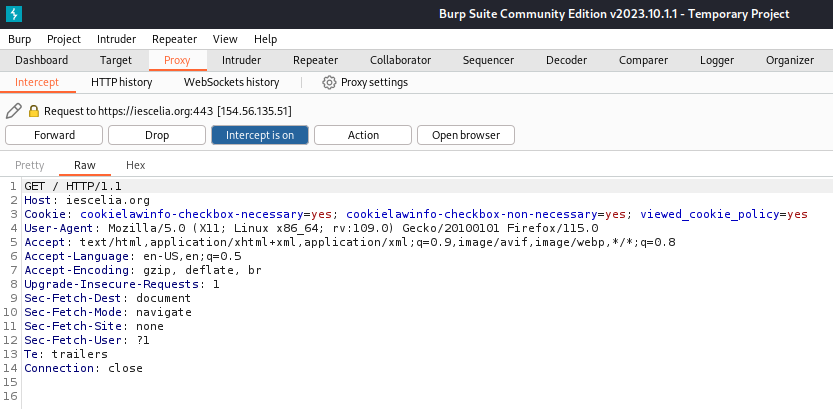 Burp Suite Community Edition v2023.10.1.1 - Temporary Project
Burp Project Intruder Repeater View Help
Dashboard Target Proxy Intruder Repeater Collaborator Sequencer Decoder Comparer Logger Organizer
Intercept HTTP history WebSockets history Proxy settings
Request to https://iescelia.org:443 [154.56.135.51]
Forward Drop Intercept is on Action Open browser
Pretty Raw Hex
1 GET / HTTP/1.1
2 Host: iescelia.org
3 Cookie: cookielawinfo-checkbox-necessary=yes; cookielawinfo-checkbox-non-necessary=yes; viewed_cookie_policy=yes
4 User-Agent: Mozilla/5.0 (X11; Linux x86_64; rv:109.0) Gecko/20100101 Firefox/115.0
5 Accept: text/html,application/xhtml+xml,application/xml;q=0.9,image/avif,image/webp,*/*;q=0.8
6 Accept-Language: en-US,en;q=0.5
7 Accept-Encoding: gzip, deflate, br
8 Upgrade-Insecure-Requests: 1
9 Sec-Fetch-Dest: document
10 Sec-Fetch-Mode: navigate
11 Sec-Fetch-Site: none
12 Sec-Fetch-User: ?1
13 Te: trailers
14 Connection: close
15
16